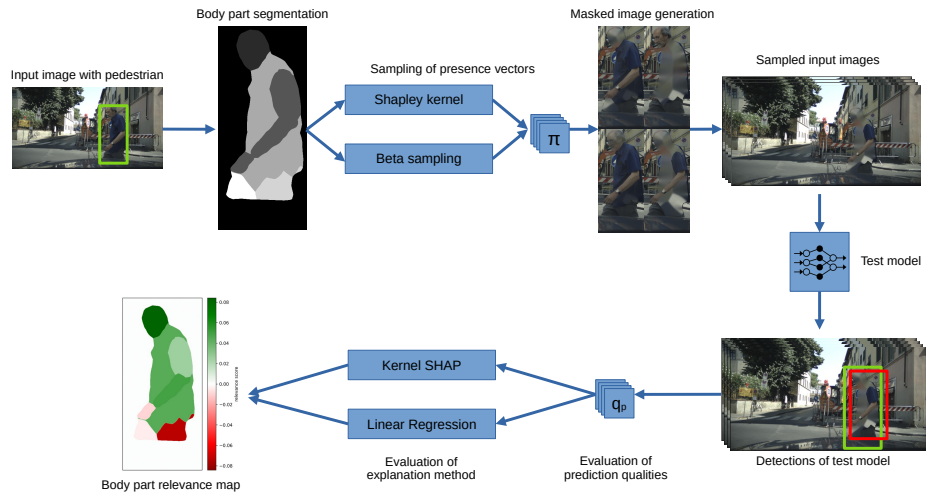 Body part segmentation
Masked image generation
Input image with pedestrian
Sampling of presence vectors
Sampled input images
Shapley kernel
Beta sampling
π
Test model
0.08
0.06
0.04
0.02
0.00
−0.02
−0.04
−0.06
−0.08
relevance score
Kernel SHAP
Linear Regression
qp
Evaluation of
explanation method
Evaluation of
prediction qualities
Detections of test model
Body part relevance map